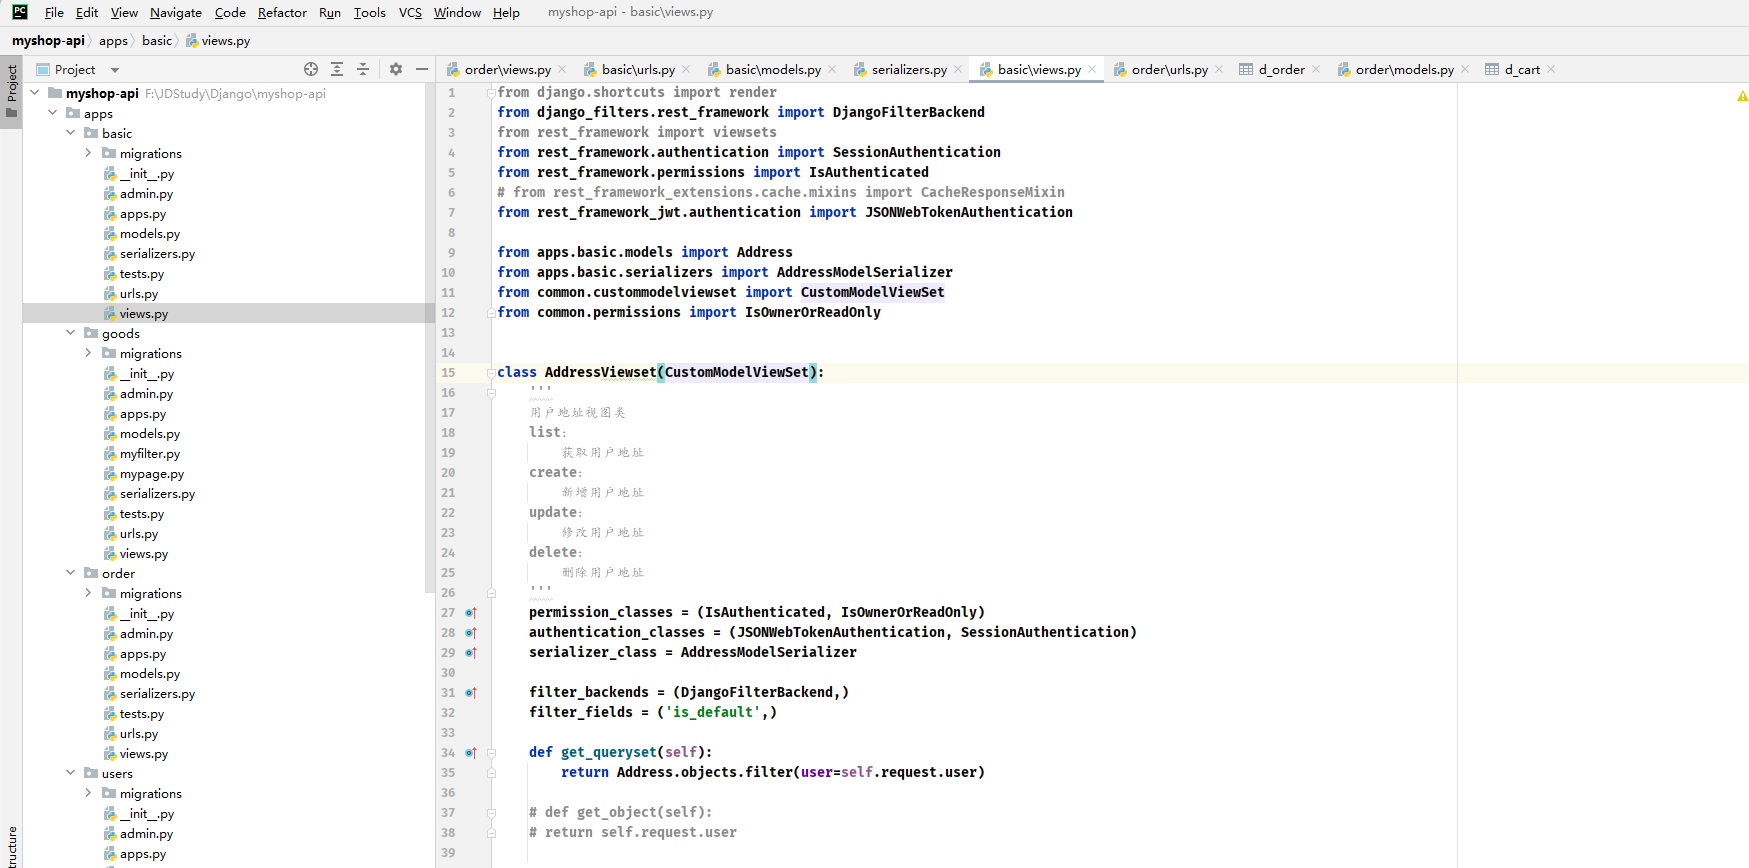 PC File Edit View Navigate Code Refactor Run Tools VCS Window Help myshop-api - basic\views.py
myshop-api apps basic views.py
Project
Project
order\views.py basic\urls.py basic\models.py serializers.py basic\views.py order\urls.py d_order order\models.py d_cart
myshop-api F:\JDStudy\Django\myshop-api
apps
basic
migrations
__init__.py
admin.py
apps.py
models.py
serializers.py
tests.py
urls.py
views.py
goods
migrations
__init__.py
admin.py
apps.py
models.py
myfilter.py
mypage.py
serializers.py
tests.py
urls.py
views.py
order
migrations
__init__.py
admin.py
apps.py
models.py
serializers.py
tests.py
urls.py
views.py
users
migrations
__init__.py
admin.py
apps.py
1 from django.shortcuts import render
2 from django_filters.rest_framework import DjangoFilterBackend
3 from rest_framework import viewsets
4 from rest_framework.authentication import SessionAuthentication
5 from rest_framework.permissions import IsAuthenticated
6 # from rest_framework_extensions.cache.mixins import CacheResponseMixin
7 from rest_framework_jwt.authentication import JSONWebTokenAuthentication
8
9 from apps.basic.models import Address
10 from apps.basic.serializers import AddressModelSerializer
11 from common.custommodelviewset import CustomModelViewSet
12 from common.permissions import IsOwnerOrReadOnly
13
14
15 class AddressViewset(CustomModelViewSet):
16 '''
17 用户地址视图类
18 list:
19 获取用户地址
20 create:
21 新增用户地址
22 update:
23 修改用户地址
24 delete:
25 删除用户地址
26 '''
27 permission_classes = (IsAuthenticated, IsOwnerOrReadOnly)
28 authentication_classes = (JSONWebTokenAuthentication, SessionAuthentication)
29 serializer_class = AddressModelSerializer
30
31 filter_backends = (DjangoFilterBackend,)
32 filter_fields = ('is_default',)
33
34 def get_queryset(self):
35 return Address.objects.filter(user=self.request.user)
36
37 # def get_object(self):
38 # return self.request.user
39